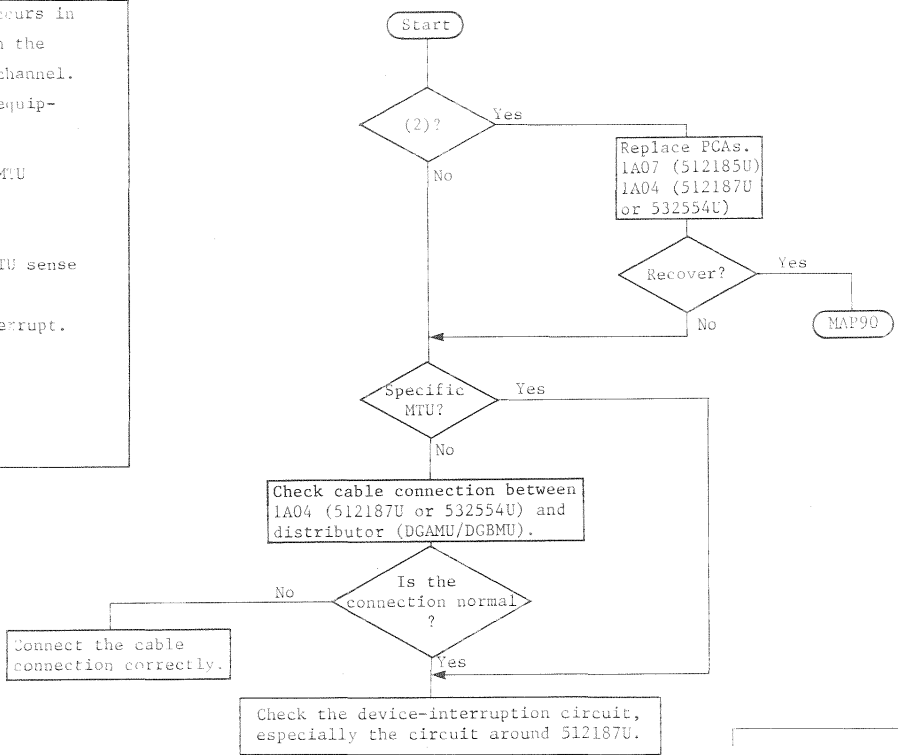 curs in
the
channel.
equip-
MTU
TU sense
errupt.
Start
(2)?
Yes
No
Replace PCAs.
1A07 (512185U)
1A04 (512187U
or 532554U)
Recover?
Yes
No
MAP90
Specific
MTU?
Yes
No
Check cable connection between
1A04 (512187U or 532554U) and
distributor (DGAMU/DGBMU).
Is the
connection normal
?
No
Yes
Connect the cable
connection correctly.
Check the device-interruption circuit,
especially the circuit around 512187U.